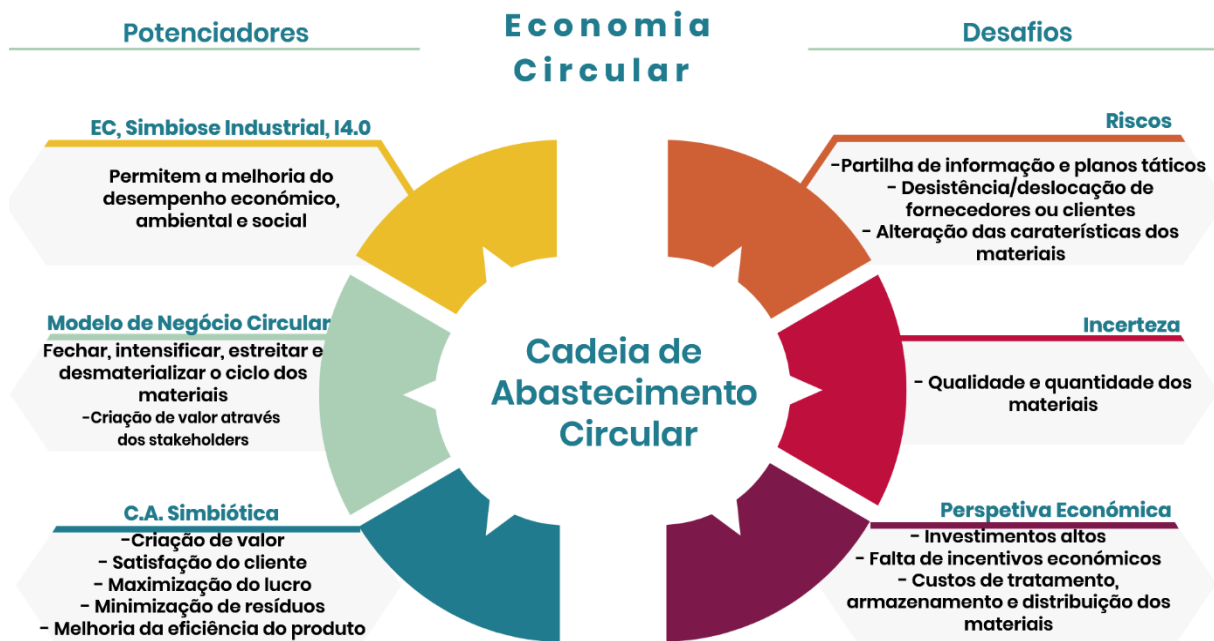 Potenciadores
Economia
Circular
Desafios
EC, Simbiose Industrial, I4.0
Permitem a melhoria do
desempenho económico,
ambiental e social
Modelo de Negócio Circular
Fechar, intensificar, estreitar e
desmaterializar o ciclo dos
materiais
-Criação de valor através
dos stakeholders
C.A. Simbiótica
-Criação de valor
- Satisfação do cliente
- Maximização do lucro
- Minimização de resíduos
- Melhoria da eficiência do produto
Cadeia de
Abastecimento
Circular
Riscos
-Partilha de informação e planos táticos
- Desistência/deslocação de
fornecedores ou clientes
- Alteração das caraterísticas dos
materiais
Incerteza
- Qualidade e quantidade dos
materiais
Perspetiva Económica
- Investimentos altos
- Falta de incentivos económicos
- Custos de tratamento,
armazenamento e distribuição dos
materiais